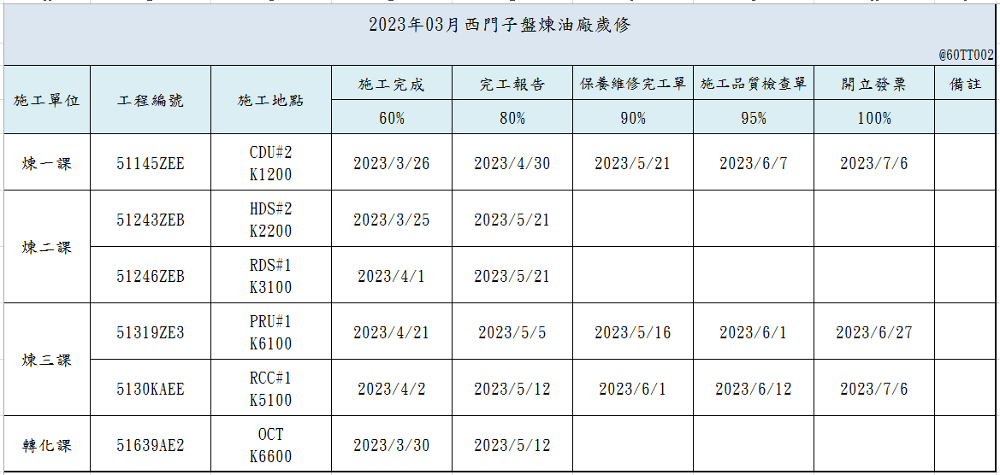 2023年03月西門子盤煉油廠歲修
@60TT002
施工單位 工程編號 施工地點 施工完成 完工報告 保養維修完工單 施工品質檢查單 開立發票 備註
60% 80% 90% 95% 100%
煉一課 51145ZEE CDU#2 2023/3/26 2023/4/30 2023/5/21 2023/6/7 2023/7/6
K1200
煉二課 51243ZEB HDS#2 2023/3/25 2023/5/21
K2200
51246ZEB RDS#1 2023/4/1 2023/5/21
K3100
煉三課 51319ZE3 PRU#1 2023/4/21 2023/5/5 2023/5/16 2023/6/1 2023/6/27
K6100
5130KAEE RCC#1 2023/4/2 2023/5/12 2023/6/1 2023/6/12 2023/7/6
K5100
轉化課 51639AE2 OCT 2023/3/30 2023/5/12
K6600